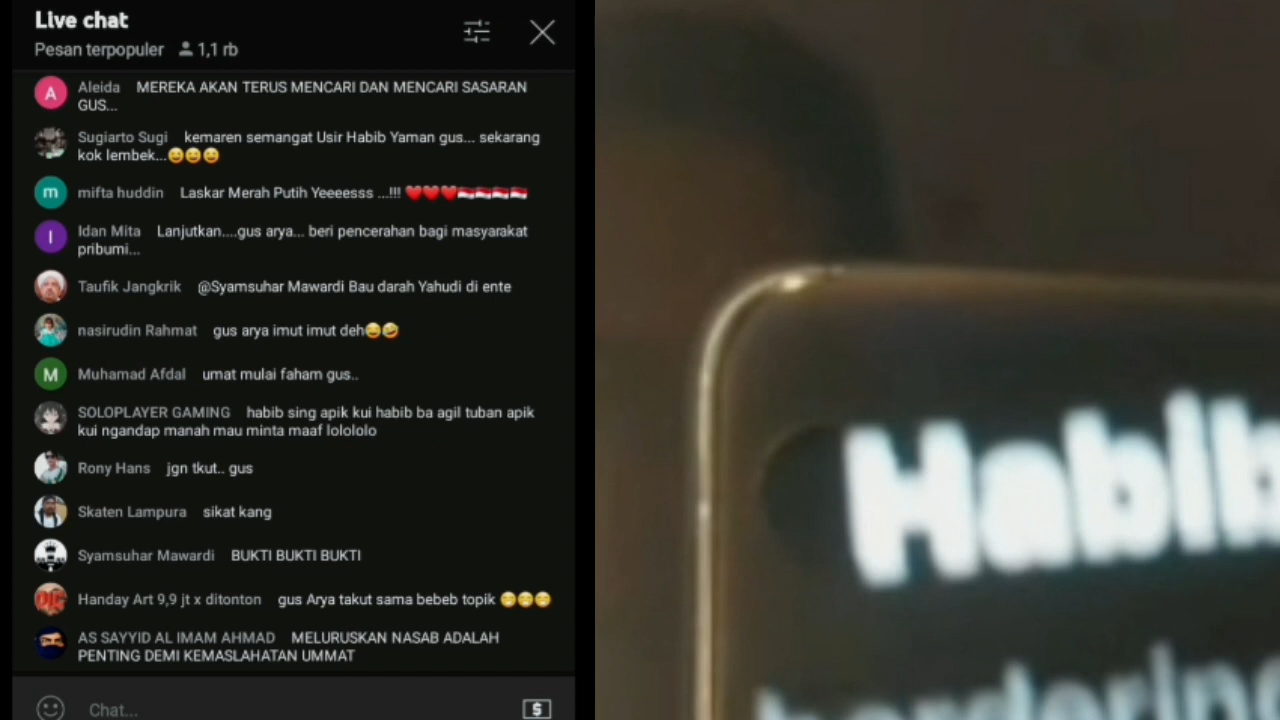 Live chat
Pesan terpopuler 1,1 rb
Aleida MEREKA AKAN TERUS MENCARI DAN MENCARI SASARAN
GUS...
Sugiarto Sugi kemaren semangat Usir Habib Yaman gus... sekarang
kok lembek...😄😄😄
mifta huddin Laskar Merah Putih Yeeeesss ...!!! ❤️❤️❤️🇮🇩🇮🇩🇮🇩🇮🇩
Idan Mita Lanjutkan....gus arya... beri pencerahan bagi masyarakat
pribumi...
Taufik Jangkrik @Syamsuhar Mawardi Bau darah Yahudi di ente
nasirudin Rahmat gus arya imut imut deh😂🤣
Muhamad Afdal umat mulai faham gus..
SOLOPLAYER GAMING habib sing apik kui habib ba agil tuban apik
kui ngandap manah mau minta maaf lolololo
Rony Hans jgn tkut.. gus
Skaten Lampura sikat kang
Syamsuhar Mawardi BUKTI BUKTI BUKTI
Handay Art 9,9 jt x ditonton gus Arya takut sama bebeb topik 😁😁😁
AS SAYYID AL IMAM AHMAD MELURUSKAN NASAB ADALAH
PENTING DEMI KEMASLAHATAN UMMAT
Chat...
Habib